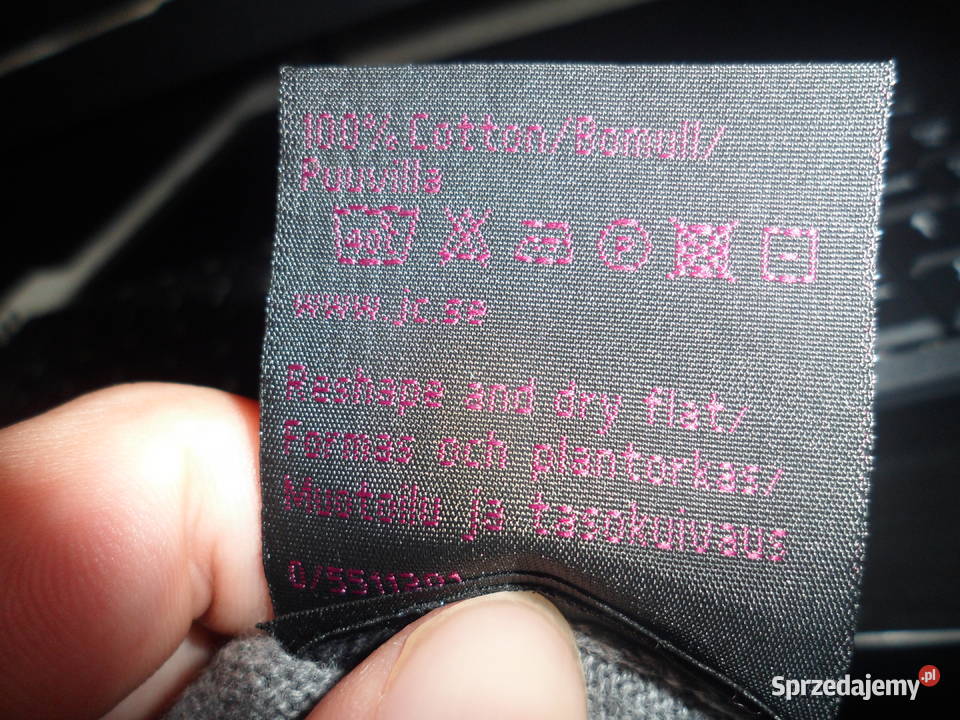 100% Cotton/Bomull/
Puuvilla
40°
P
www.jc.se
Reshape and dry flat/
Formas och plantorkas/
Muotoilu ja tasokuivaus
Sprzedajemy.pl